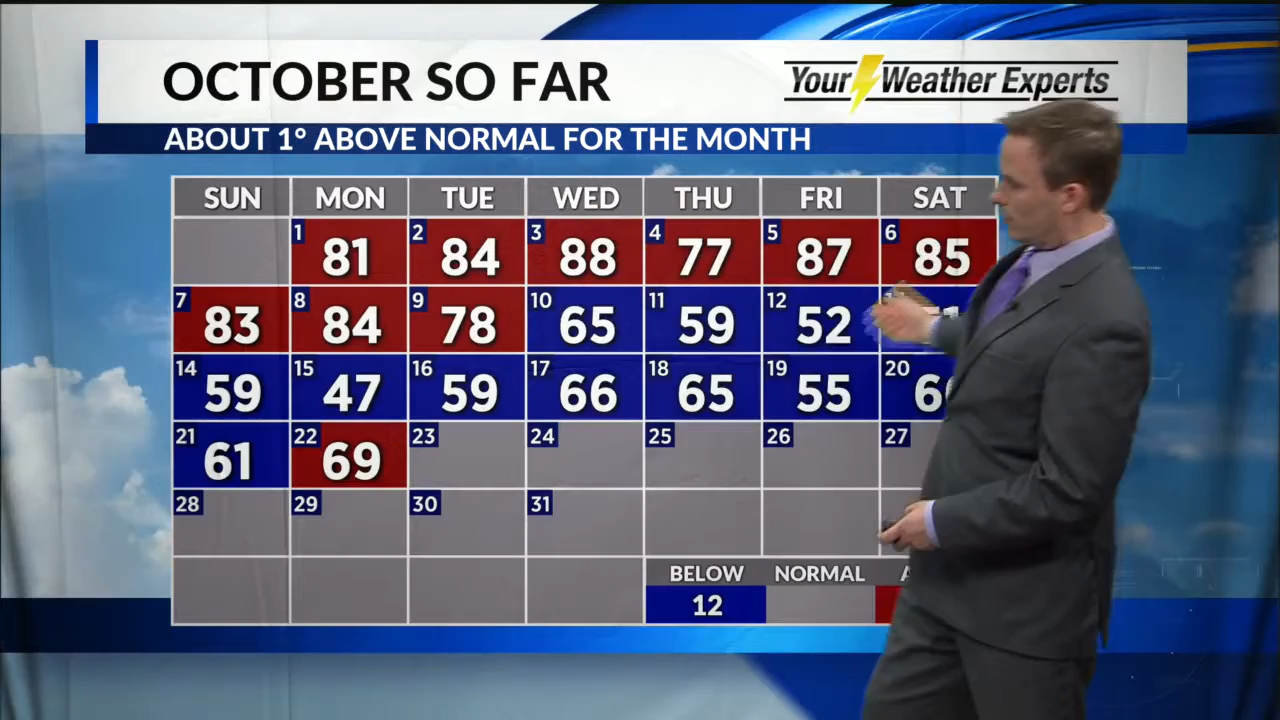 OCTOBER SO FAR
Your Weather Experts
ABOUT 1° ABOVE NORMAL FOR THE MONTH
SUN MON TUE WED THU FRI SAT
1 81 2 84 3 88 4 77 5 87 6 85
7 83 8 84 9 78 10 65 11 59 12 52
14 59 15 47 16 59 17 66 18 65 19 55 20
21 61 22 69 23 24 25 26 27
28 29 30 31
BELOW NORMAL
12